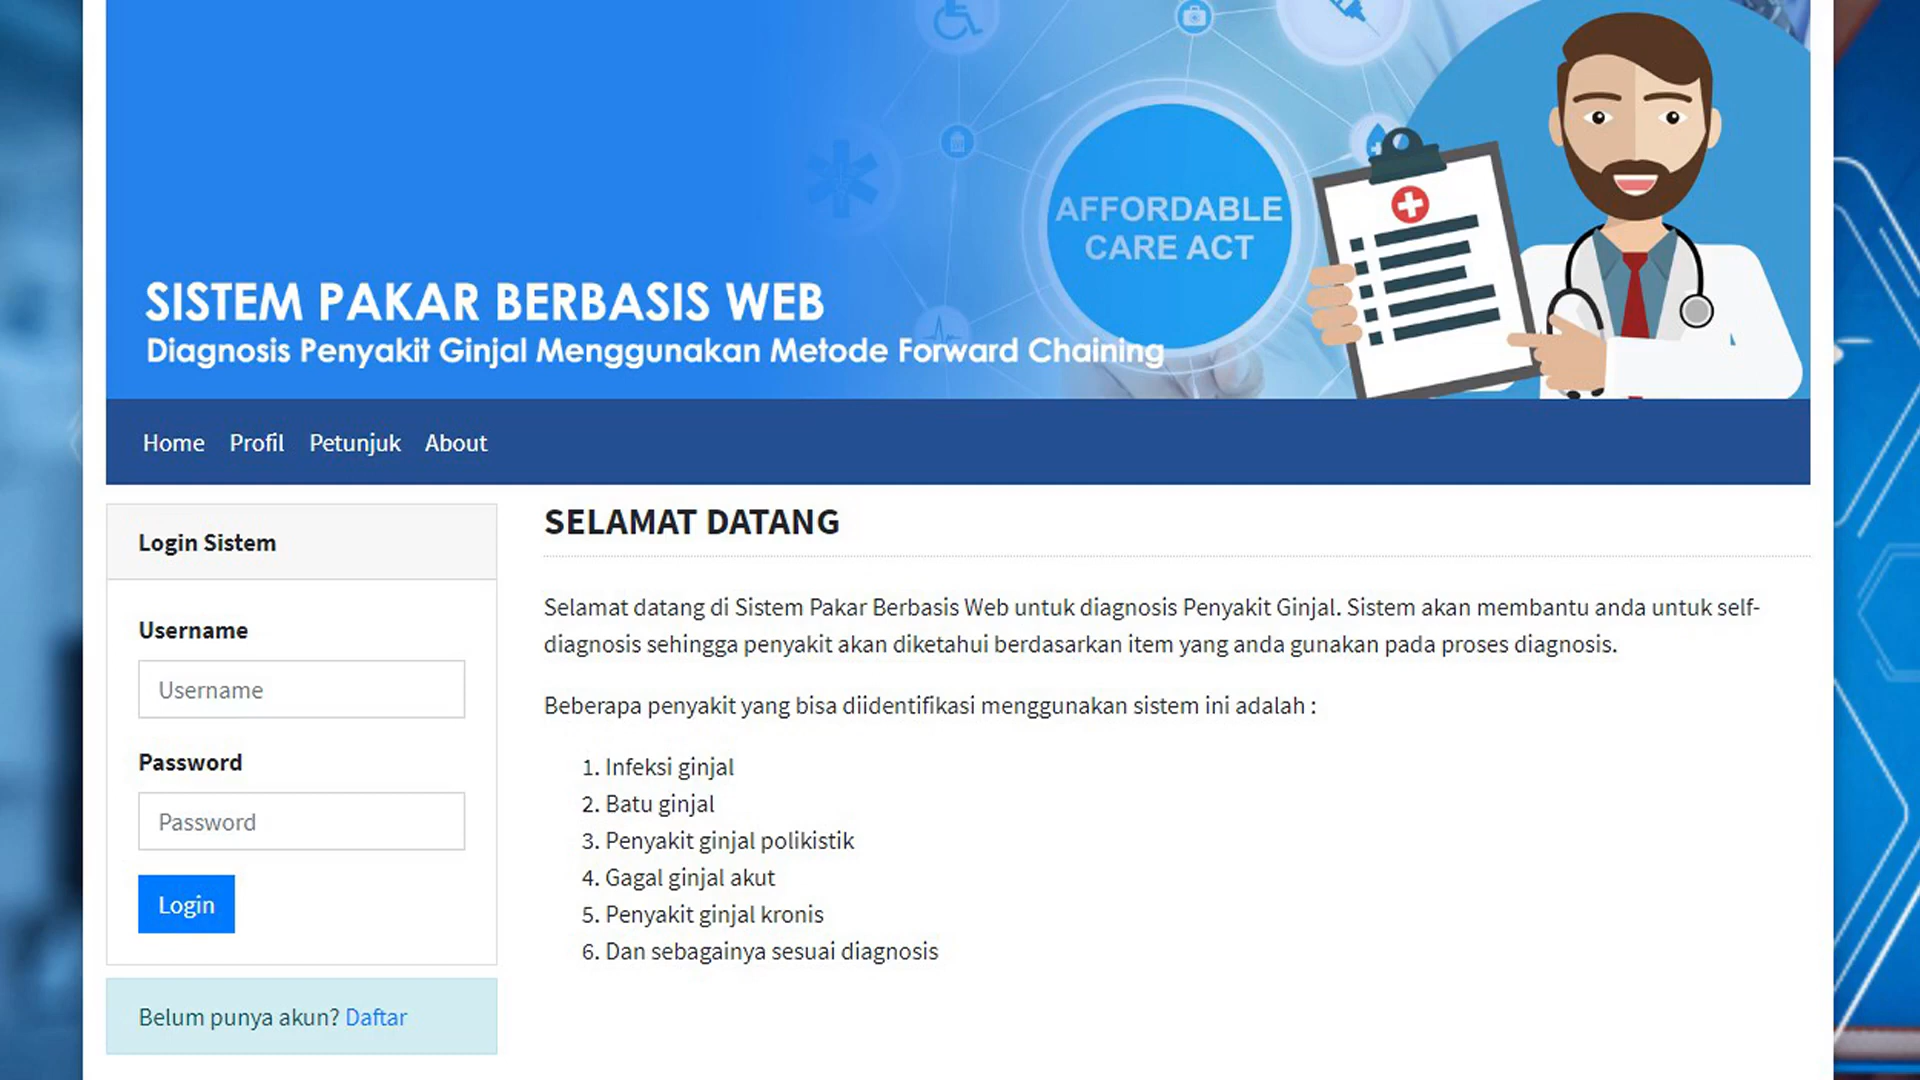 AFFORDABLE
CARE ACT
SISTEM PAKAR BERBASIS WEB
Diagnosis Penyakit Ginjal Menggunakan Metode Forward Chaining
Home Profil Petunjuk About
Login Sistem
Username
Username
Password
Password
Login
Belum punya akun? Daftar
SELAMAT DATANG
Selamat datang di Sistem Pakar Berbasis Web untuk diagnosis Penyakit Ginjal. Sistem akan membantu anda untuk self-
diagnosis sehingga penyakit akan diketahui berdasarkan item yang anda gunakan pada proses diagnosis.
Beberapa penyakit yang bisa diidentifikasi menggunakan sistem ini adalah :
1. Infeksi ginjal
2. Batu ginjal
3. Penyakit ginjal polikistik
4. Gagal ginjal akut
5. Penyakit ginjal kronis
6. Dan sebagainya sesuai diagnosis